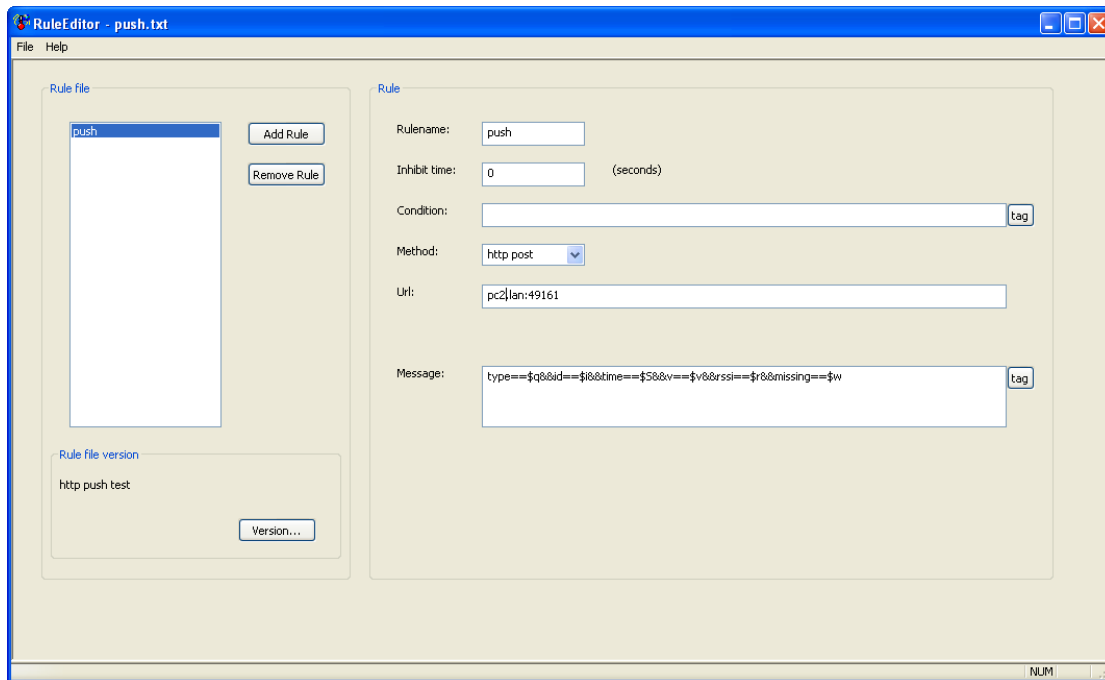 RuleEditor - push.txt
File Help
Rule file
push
Add Rule
Remove Rule
Rule file version
http push test
Version...
Rule
Rulename: push
Inhibit time: 0 (seconds)
Condition: tag
Method: http post
Url: pc2.lan:49161
Message: type==$q&&id==$i&&time==$S&&v==$v&&rssi==$r&&missing==$w tag
NUM